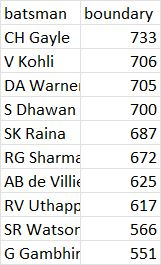 batsman boundary
CH Gayle 733
V Kohli 706
DA Warner 705
S Dhawan 700
SK Raina 687
RG Sharma 672
AB de Villie 625
RV Uthappa 617
SR Watson 566
G Gambhir 551